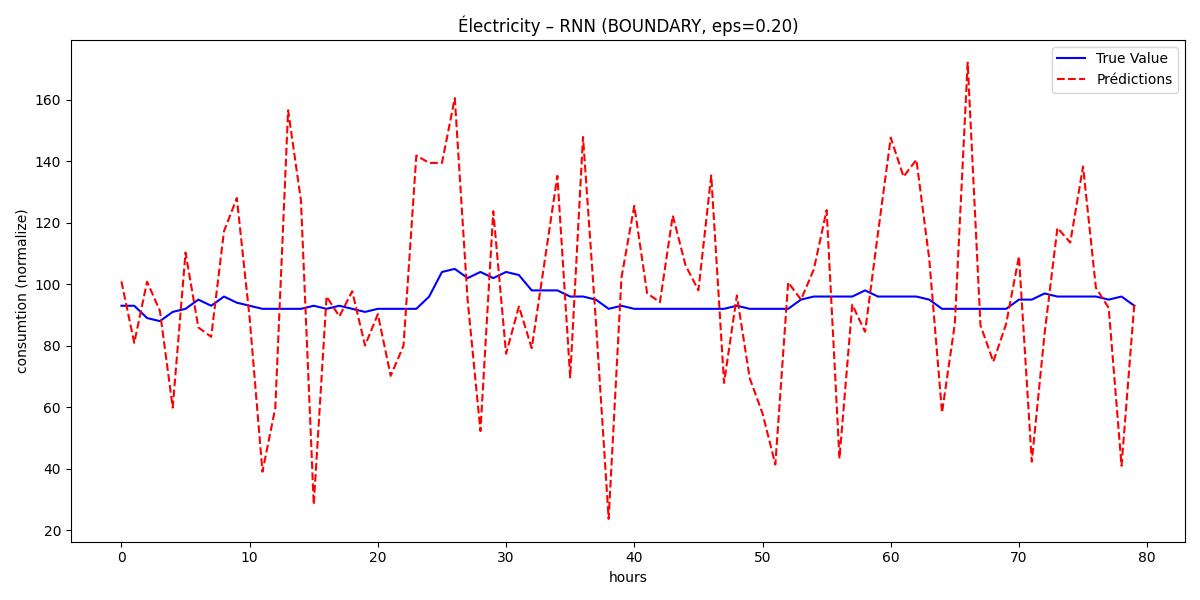 Électricity – RNN (BOUNDARY, eps=0.20)
True Value
Prédictions
consumtion (normalize)
160
140
120
100
80
60
40
20
0 10 20 30 40 50 60 70 80
hours